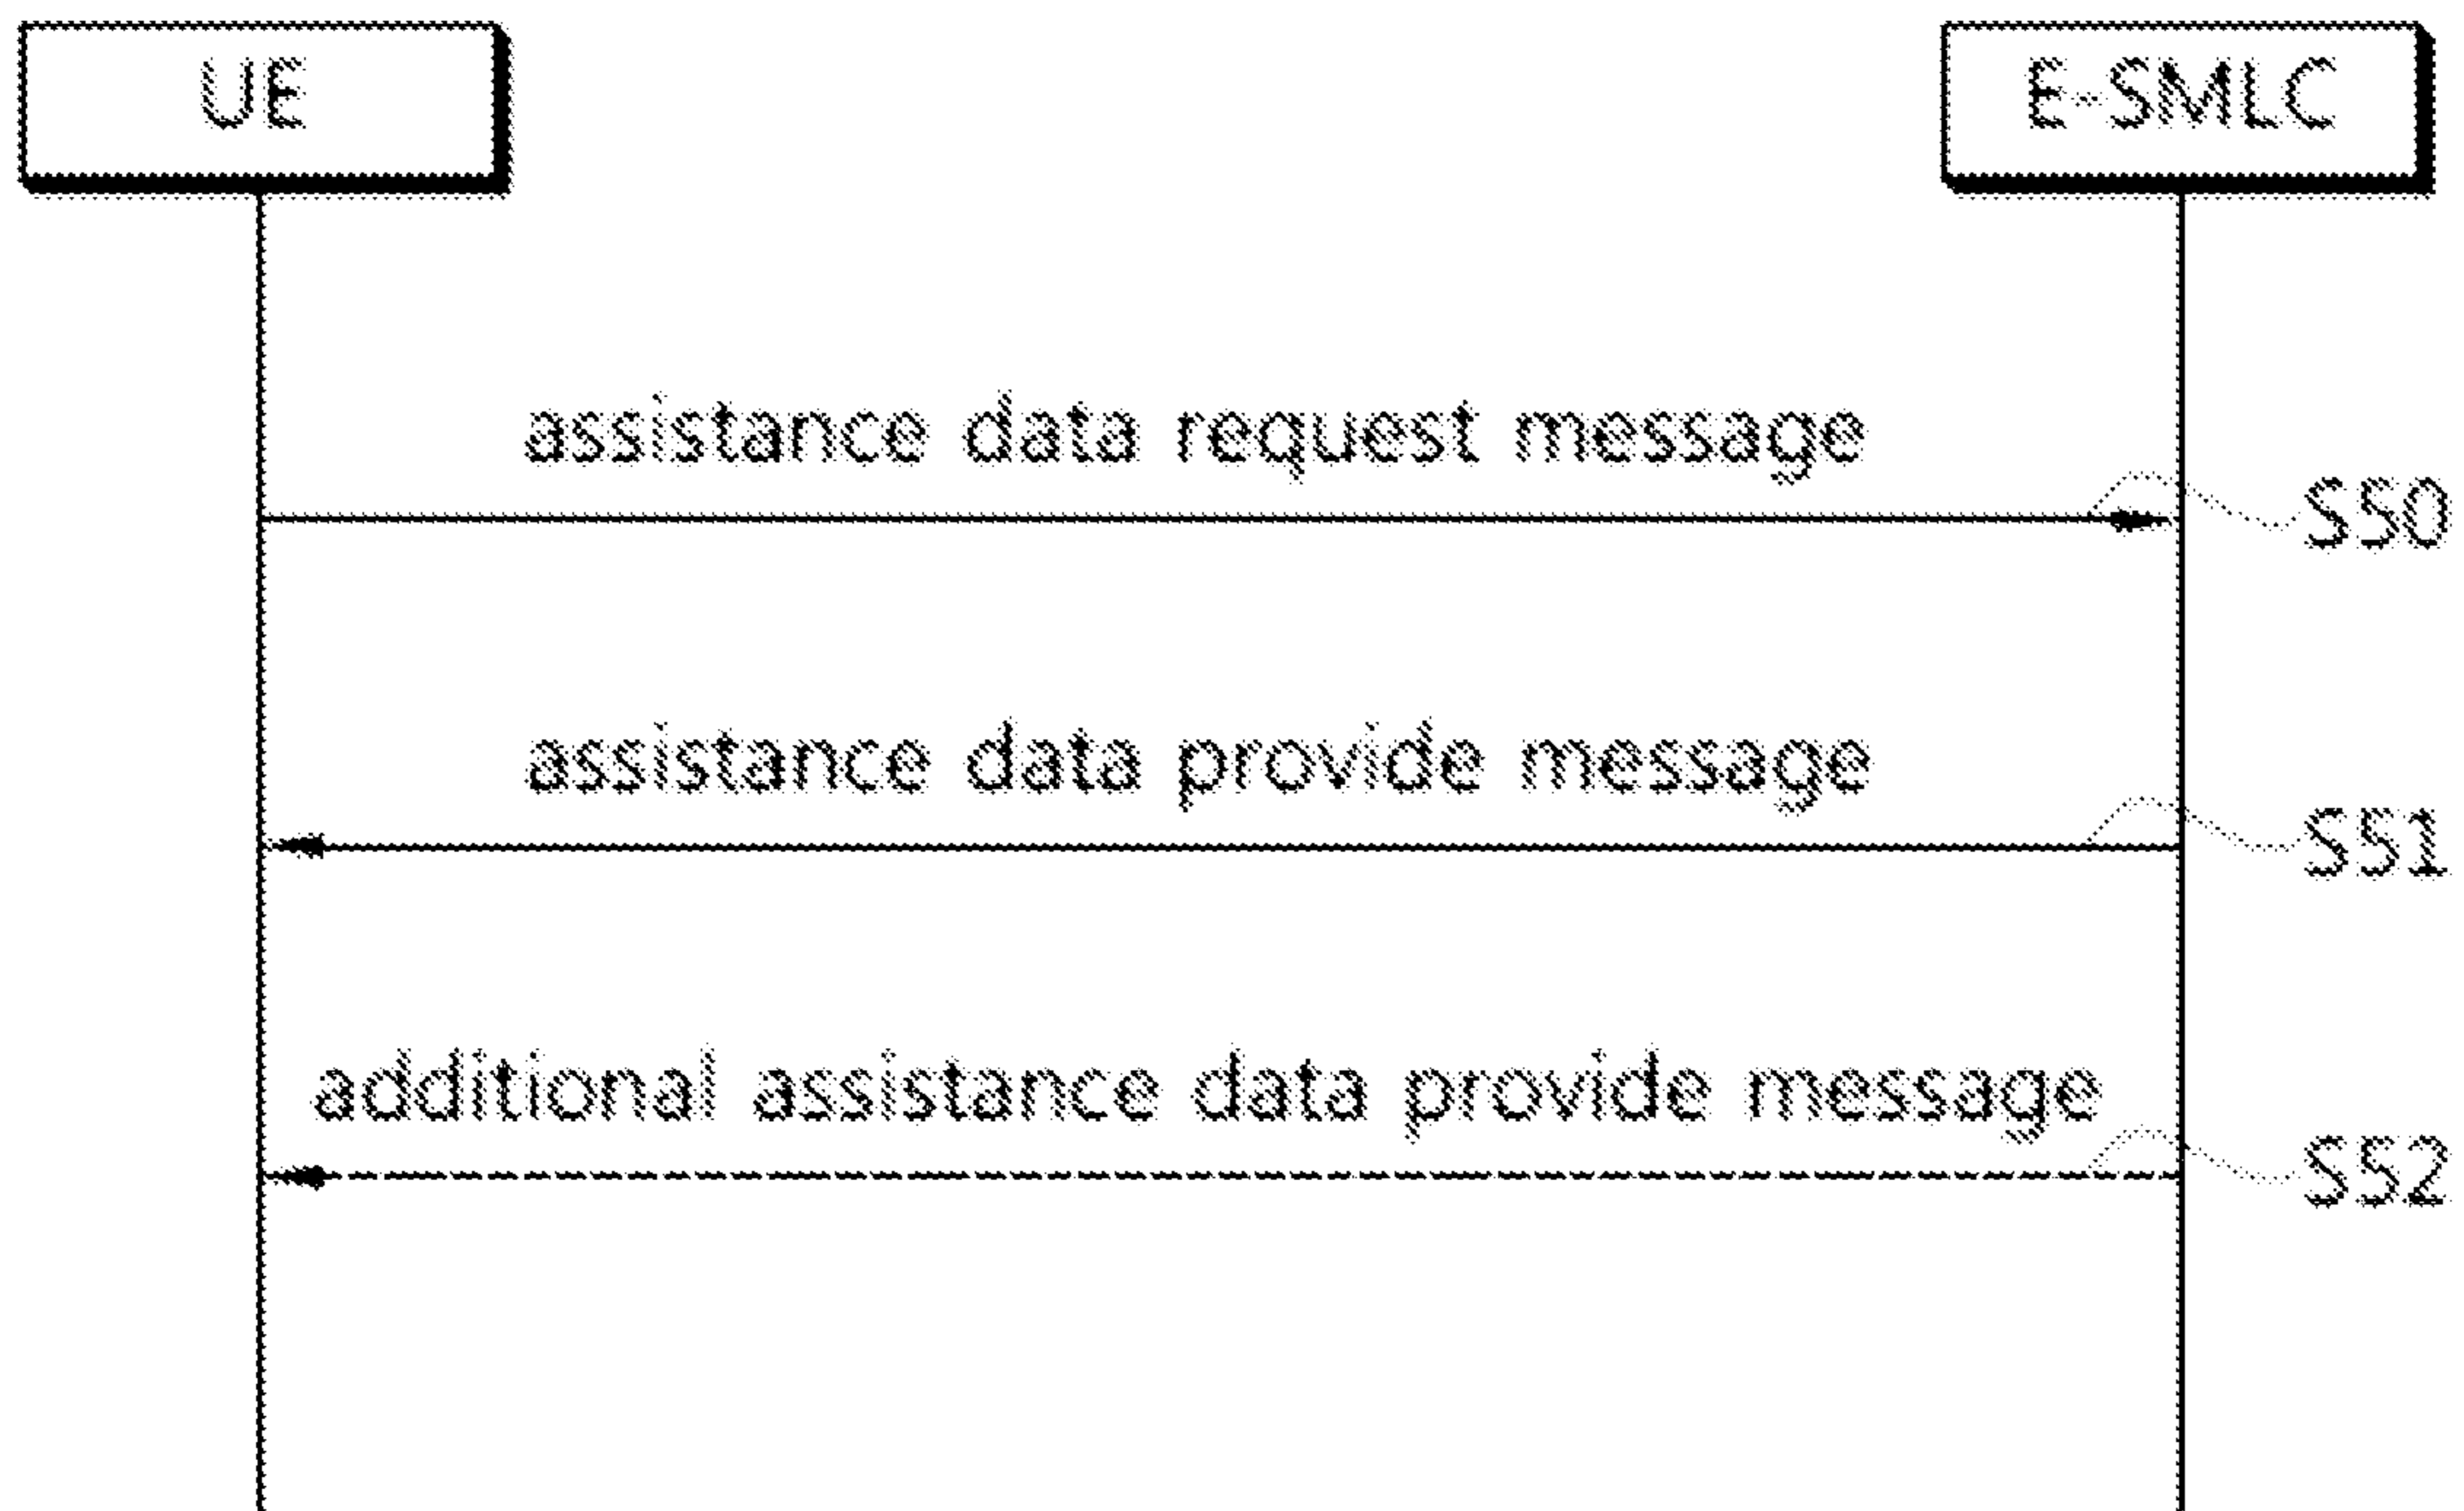 UE
E-SMLC
assistance data request message
S50
assistance data provide message
S51
additional assistance data provide message
S52